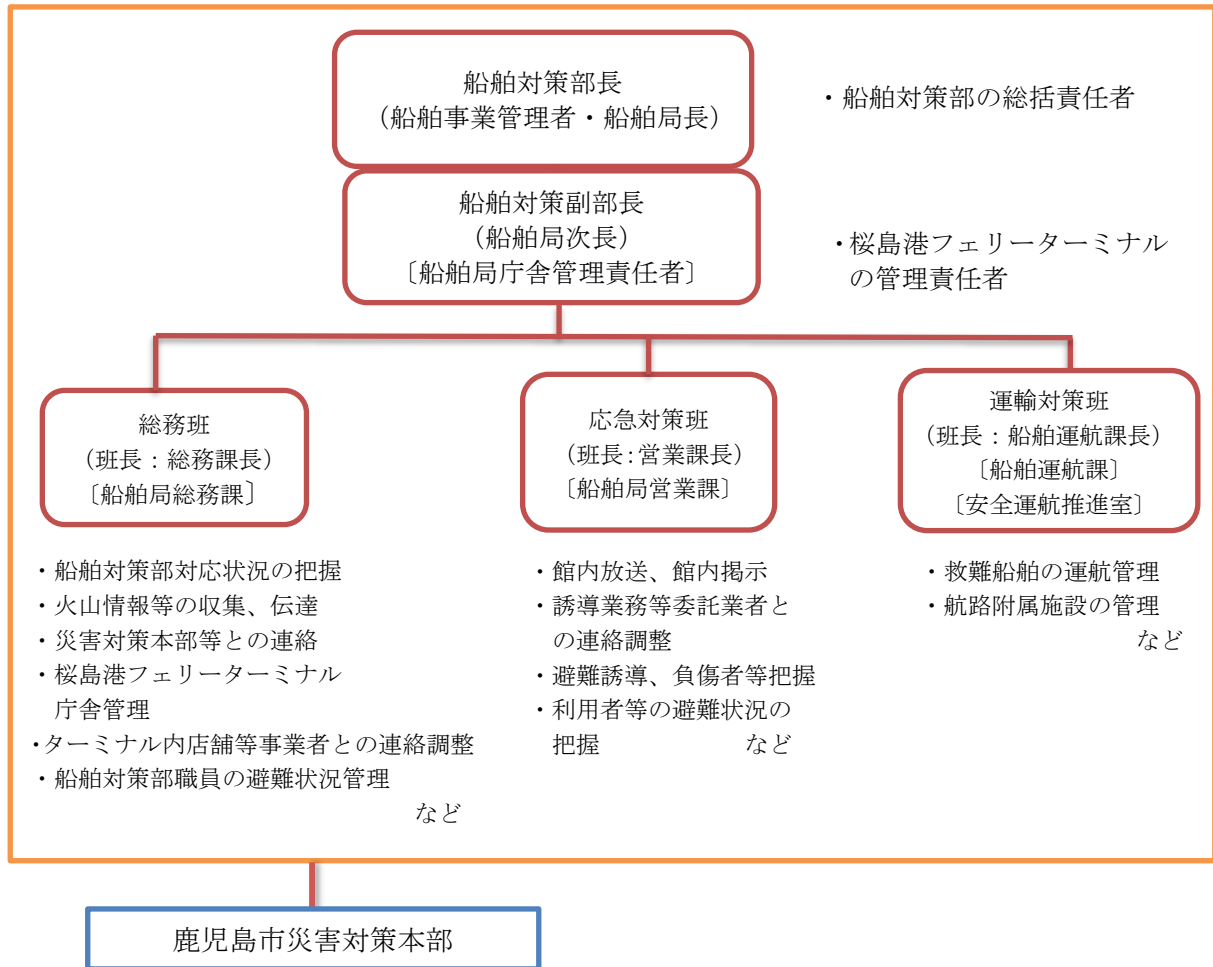 船舶対策部長
(船舶事業管理者・船舶局長)
・船舶対策部の総括責任者
船舶対策副部長
(船舶局次長)
〔船舶局庁舎管理責任者〕
・桜島港フェリーターミナル
の管理責任者
総務班
(班長：総務課長)
〔船舶局総務課〕
・船舶対策部対応状況の把握
・火山情報等の収集、伝達
・災害対策本部等との連絡
・桜島港フェリーターミナル
庁舎管理
・ターミナル内店舗等事業者との連絡調整
・船舶対策部職員の避難状況管理
など
応急対策班
(班長：営業課長)
〔船舶局営業課〕
・館内放送、館内掲示
・誘導業務等委託業者と
の連絡調整
・避難誘導、負傷者等把握
・利用者等の避難状況の
把握 など
運輸対策班
(班長：船舶運航課長)
〔船舶運航課〕
〔安全運航推進室〕
・救難船舶の運航管理
・航路附属施設の管理
など
鹿児島市災害対策本部